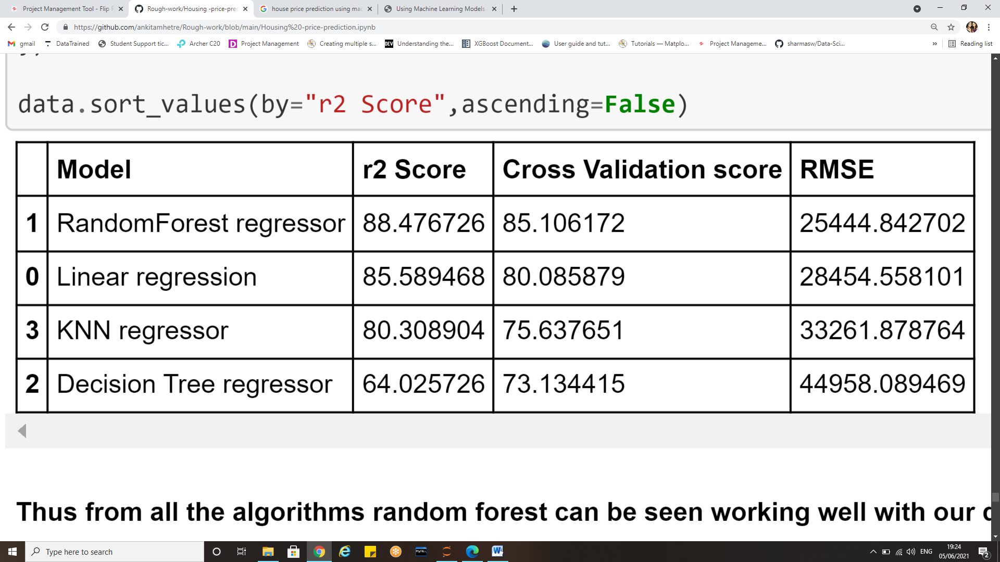 Project Management Tool - Flip R
Rough-work/Housing -price-pred
house price prediction using mac
Using Machine Learning Models
https://github.com/ankitamhetre/Rough-work/blob/main/Housing%20-price-prediction.ipynb
gmail DataTrained Student Support tic... Archer C20 Project Management Creating multiple s... DEV Understanding the... XGBoost Document... User guide and tut... Tutorials — Matplo... Project Manageme... sharmasw/Data-Sci... » Reading list
data.sort_values(by="r2 Score",ascending=False)
Model r2 Score Cross Validation score RMSE
1 RandomForest regressor 88.476726 85.106172 25444.842702
0 Linear regression 85.589468 80.085879 28454.558101
3 KNN regressor 80.308904 75.637651 33261.878764
2 Decision Tree regressor 64.025726 73.134415 44958.089469
Thus from all the algorithms random forest can be seen working well with our
Type here to search
ENG
19:24
05/06/2021
2